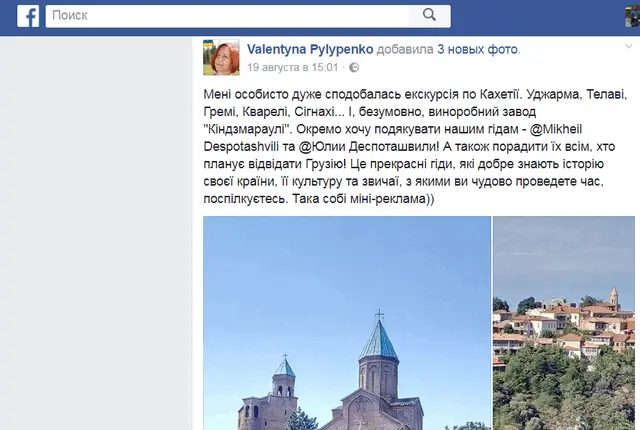 f
Поиск
Valentyna Pylypenko добавила 3 новых фото.
19 августа в 15:01 ·
Мені особисто дуже сподобалась екскурсія по Кахетії. Уджарма, Телаві,
Гремі, Кварелі, Сігнахі... І, безумовно, виноробний завод
"Кіндзмараулі". Окремо хочу подякувати нашим гідам - @Mikheil
Despotashvili та @Юлии Деспоташвили! А також порадити їх всім, хто
планує відвідати Грузію! Це прекрасні гіди, які добре знають історію
своєї країни, її культуру та звичаї, з якими ви чудово проведете час,
поспілкуєтесь. Така собі міні-реклама))